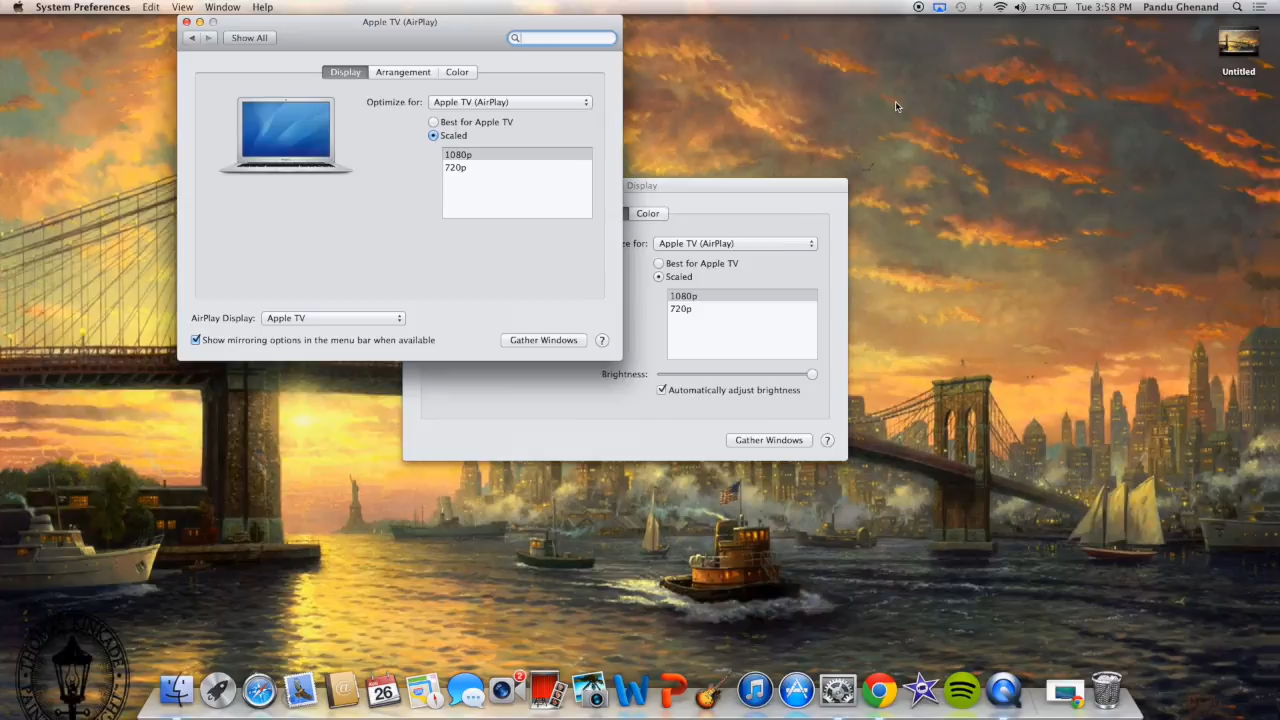 System Preferences Edit View Window Help 17% Tue 3:58 PM Pandu Ghenand
Apple TV (AirPlay)
Show All
Display Arrangement Color
Optimize for: Apple TV (AirPlay)
Best for Apple TV
Scaled
1080p
720p
AirPlay Display: Apple TV
Show mirroring options in the menu bar when available
Gather Windows ?
Display
Color
ze for: Apple TV (AirPlay)
Best for Apple TV
Scaled
1080p
720p
Brightness:
Automatically adjust brightness
Gather Windows ?
Untitled
26
2